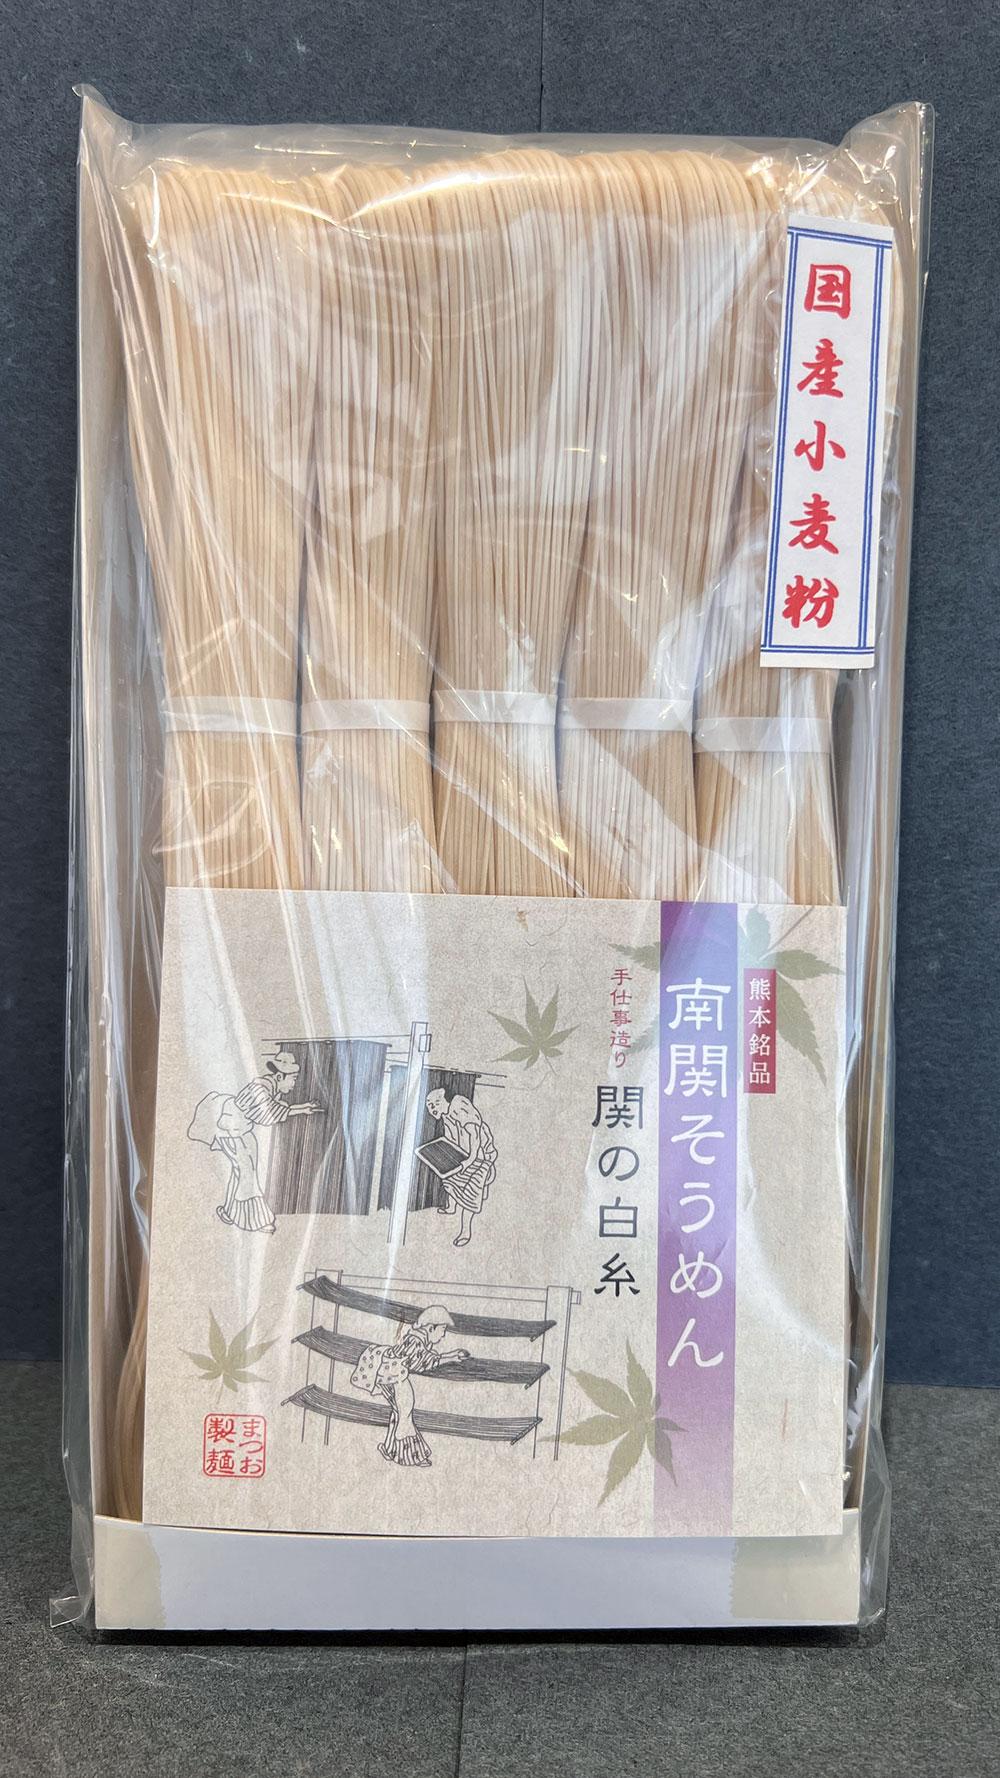 国産小麦粉
熊本銘品
南関そうめん
手仕事造り
関の白糸
まつお
製麺